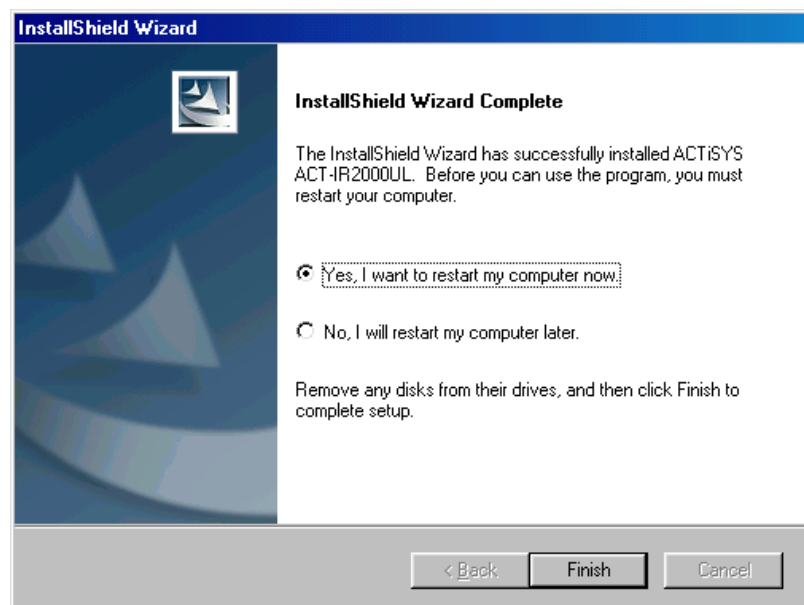 InstallShield Wizard
InstallShield Wizard Complete
The InstallShield Wizard has successfully installed ACTiSYS
ACT-IR2000UL. Before you can use the program, you must
restart your computer.
Yes, I want to restart my computer now.
No, I will restart my computer later.
Remove any disks from their drives, and then click Finish to
complete setup.
< Back
Finish
Cancel